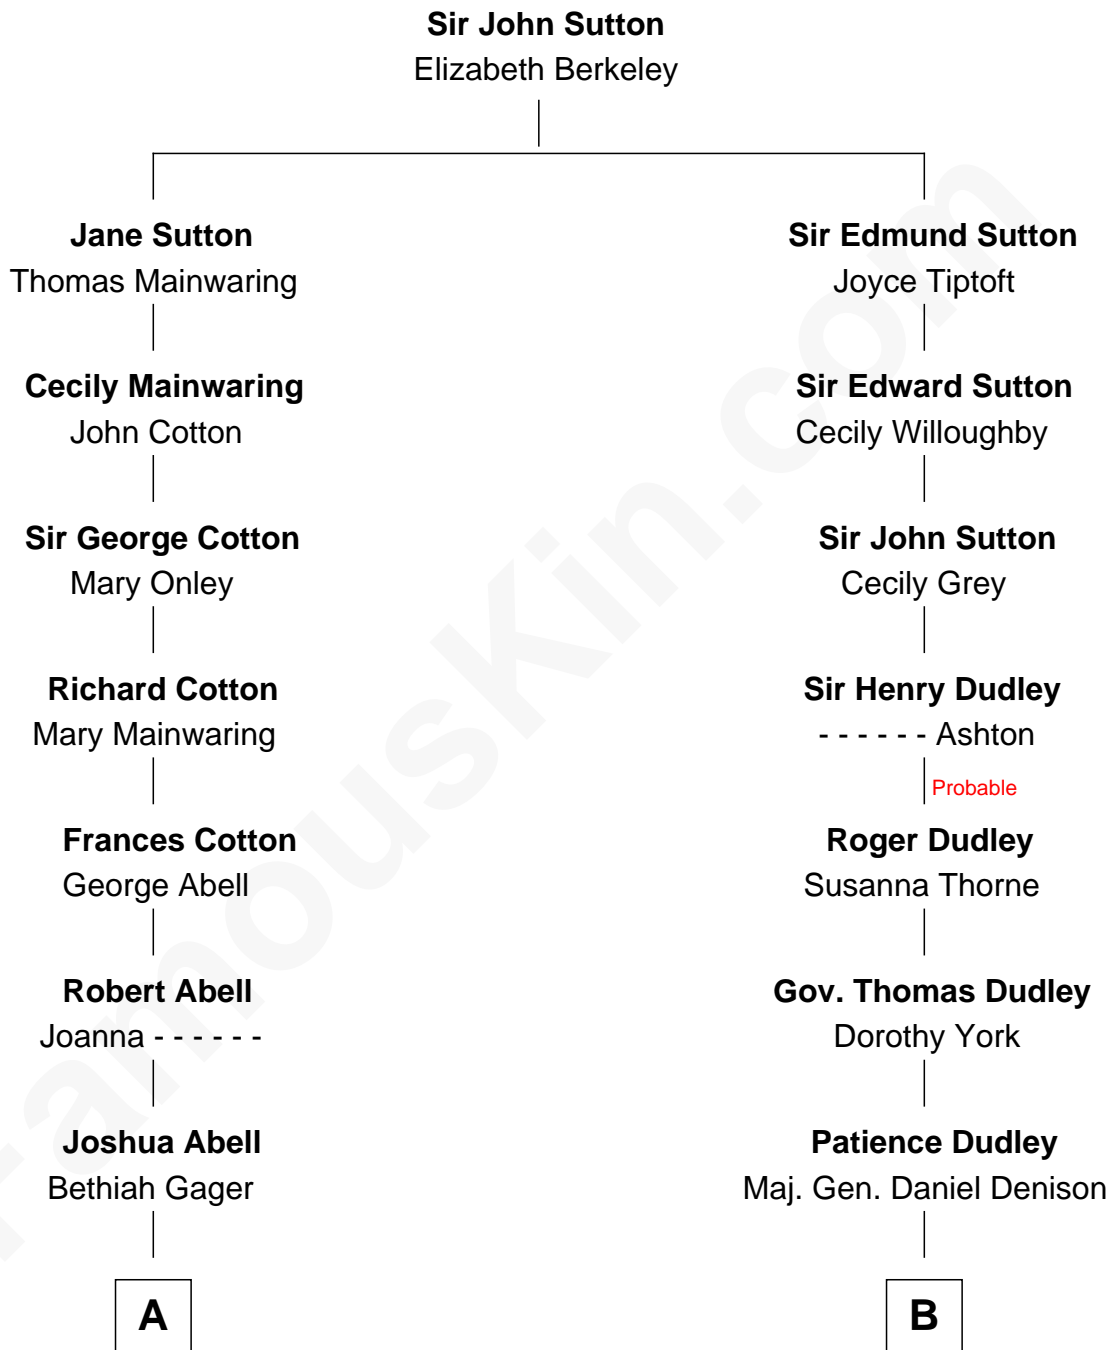 Sir John Sutton
Elizabeth Berkeley
Jane Sutton
Thomas Mainwaring
Cecily Mainwaring
John Cotton
Sir George Cotton
Mary Onley
Richard Cotton
Mary Mainwaring
Frances Cotton
George Abell
Robert Abell
Joanna - - - - - -
Joshua Abell
Bethiah Gager
A
Sir Edmund Sutton
Joyce Tiptoft
Sir Edward Sutton
Cecily Willoughby
Sir John Sutton
Cecily Grey
Sir Henry Dudley
- - - - - - Ashton
Probable
Roger Dudley
Susanna Thorne
Gov. Thomas Dudley
Dorothy York
Patience Dudley
Maj. Gen. Daniel Denison
B
FamousKin.com